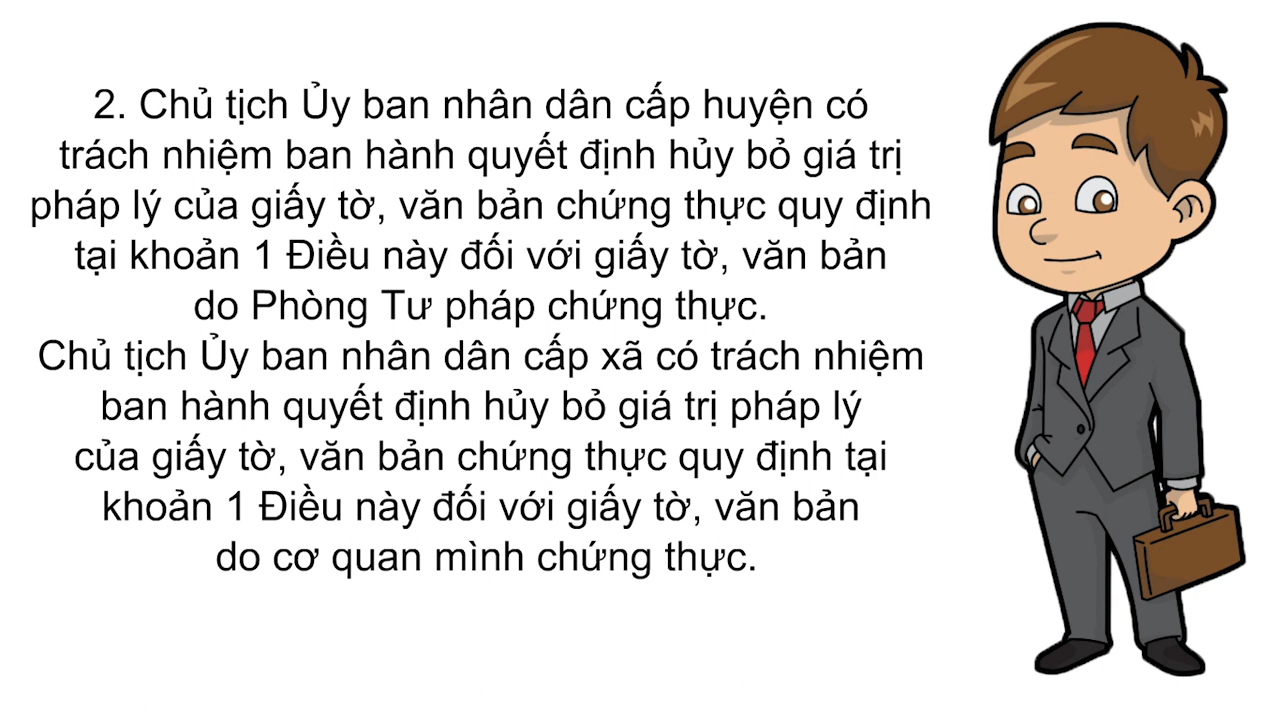 2. Chủ tịch Ủy ban nhân dân cấp huyện có
trách nhiệm ban hành quyết định hủy bỏ giá trị
pháp lý của giấy tờ, văn bản chứng thực quy định
tại khoản 1 Điều này đối với giấy tờ, văn bản
do Phòng Tư pháp chứng thực.
Chủ tịch Ủy ban nhân dân cấp xã có trách nhiệm
ban hành quyết định hủy bỏ giá trị pháp lý
của giấy tờ, văn bản chứng thực quy định tại
khoản 1 Điều này đối với giấy tờ, văn bản
do cơ quan mình chứng thực.